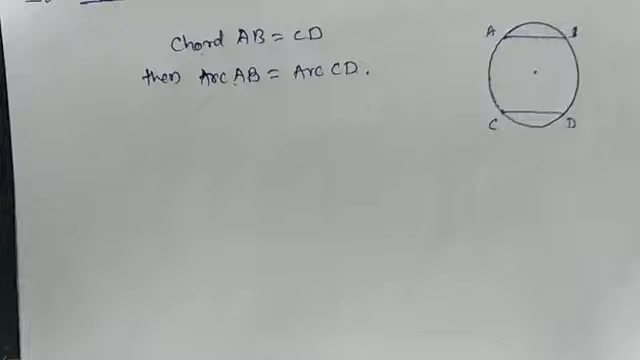 Chord AB = CD
then Arc AB = Arc CD.
A
B
C
D